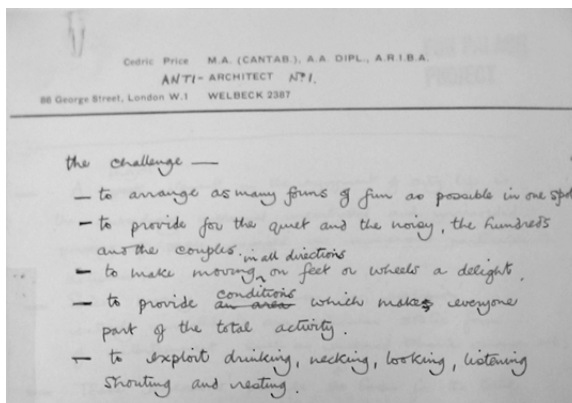 Cedric Price M.A. (CANTAB.), A.A. DIPL., A.R.I.B.A.
ANTI-ARCHITECT Nº1.
86 George Street, London W.1 WELBECK 2387
the challenge —
— to arrange as many forms of fun as possible in one spot
— to provide for the quiet and the noisy, the hundreds
and the couples.
in all directions
— to make moving ^ on feet or wheels a delight.
conditions
— to provide an area which makes everyone
part of the total activity.
— to exploit drinking, necking, looking, listening
shouting and resting.